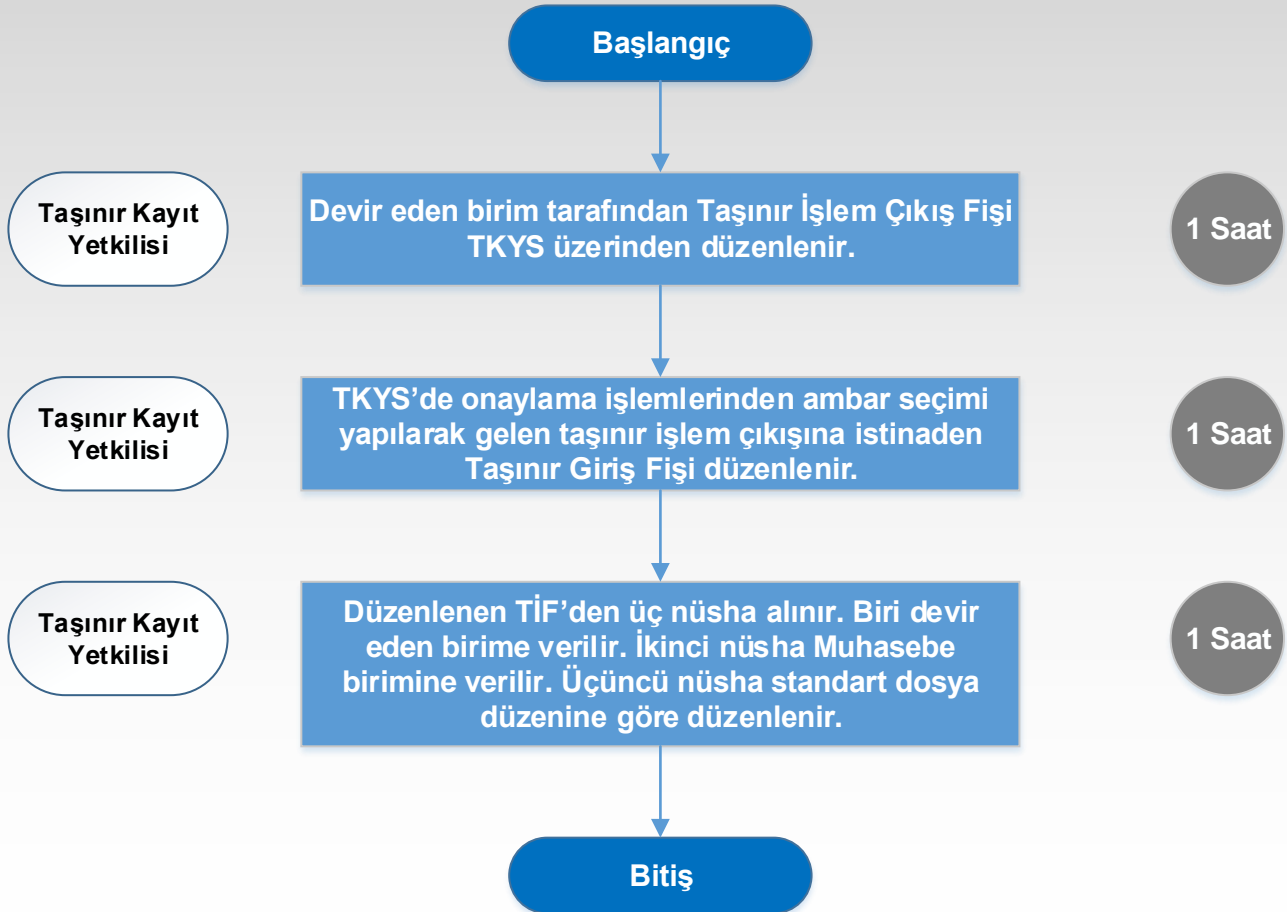 Başlangıç
Taşınır Kayıt
Yetkilisi
Devir eden birim tarafından Taşınır İşlem Çıkış Fişi
TKYS üzerinden düzenlenir.
1 Saat
Taşınır Kayıt
Yetkilisi
TKYS’de onaylama işlemlerinden ambar seçimi
yapılarak gelen taşınır işlem çıkışına istinaden
Taşınır Giriş Fişi düzenlenir.
1 Saat
Taşınır Kayıt
Yetkilisi
Düzenlenen TİF’den üç nüsha alınır. Biri devir
eden birime verilir. İkinci nüsha Muhasebe
birimine verilir. Üçüncü nüsha standart dosya
düzenine göre düzenlenir.
1 Saat
Bitiş